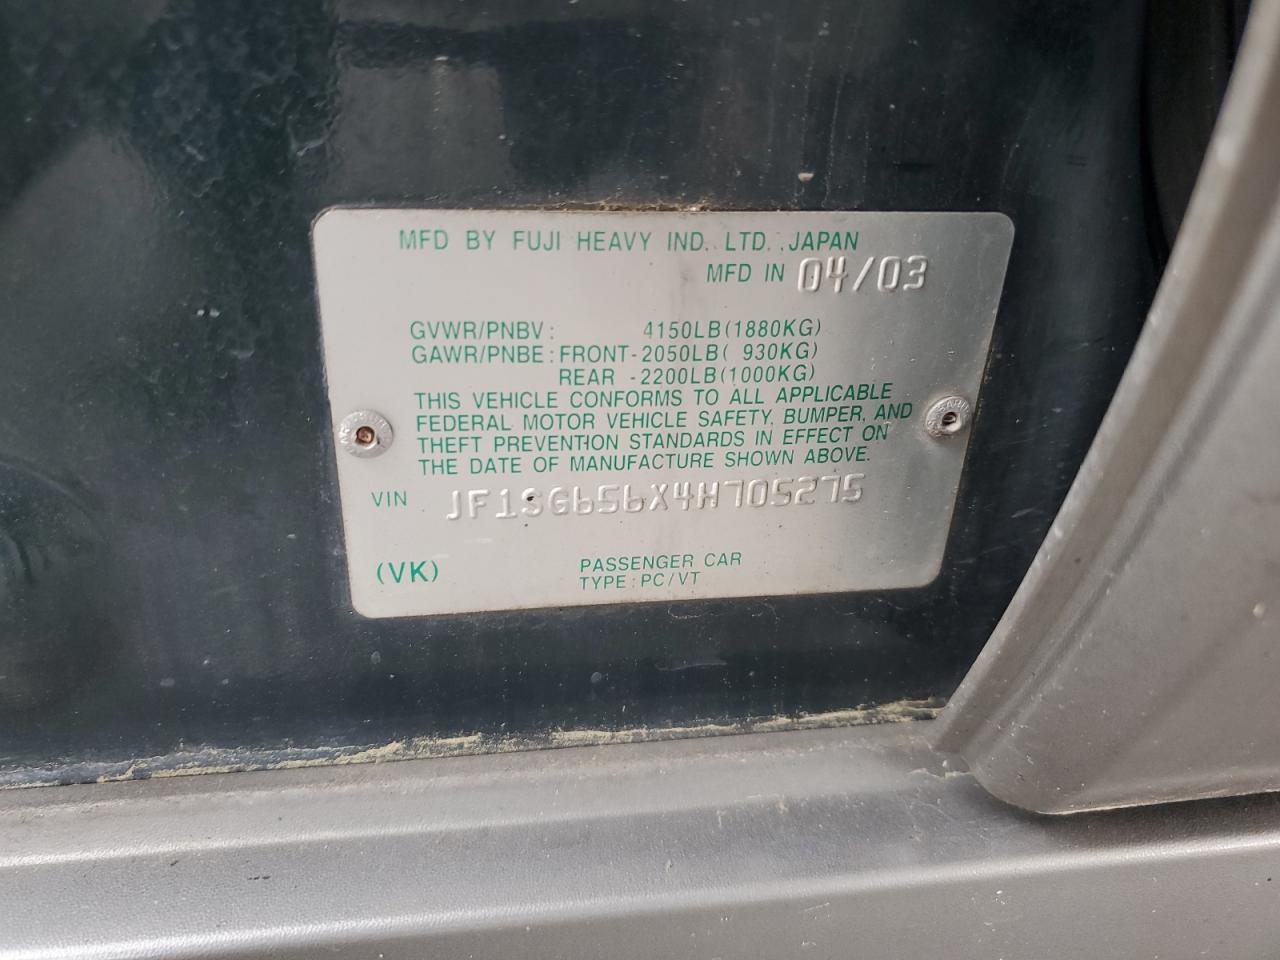 MFD BY FUJI HEAVY IND., LTD., JAPAN
MFD IN 04/03
GVWR/PNBV: 4150LB(1880KG)
GAWR/PNBE: FRONT-2050LB( 930KG)
REAR -2200LB(1000KG)
THIS VEHICLE CONFORMS TO ALL APPLICABLE
FEDERAL MOTOR VEHICLE SAFETY, BUMPER, AND
THEFT PREVENTION STANDARDS IN EFFECT ON
THE DATE OF MANUFACTURE SHOWN ABOVE.
VIN JF1SG656X4H705275
(VK) PASSENGER CAR
TYPE: PC/VT